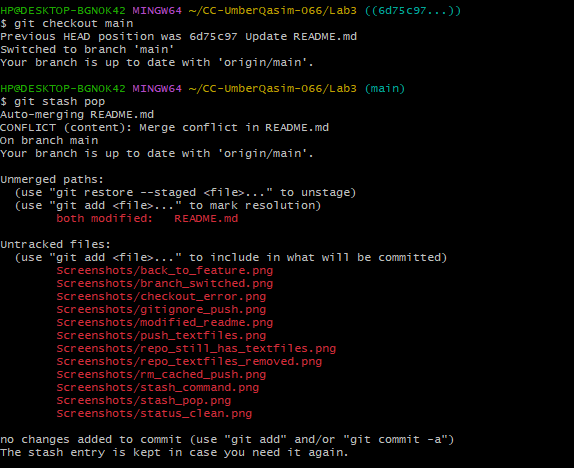 HP@DESKTOP-BGNOK42 MINGW64 ~/CC-UmberQasim-066/Lab3 ((6d75c97...))
$ git checkout main
Previous HEAD position was 6d75c97 Update README.md
Switched to branch 'main'
Your branch is up to date with 'origin/main'.
HP@DESKTOP-BGNOK42 MINGW64 ~/CC-UmberQasim-066/Lab3 (main)
$ git stash pop
Auto-merging README.md
CONFLICT (content): Merge conflict in README.md
On branch main
Your branch is up to date with 'origin/main'.
Unmerged paths:
  (use "git restore --staged <file>..." to unstage)
  (use "git add <file>..." to mark resolution)
        both modified:   README.md
Untracked files:
  (use "git add <file>..." to include in what will be committed)
        Screenshots/back_to_feature.png
        Screenshots/branch_switched.png
        Screenshots/checkout_error.png
        Screenshots/gitignore_push.png
        Screenshots/modified_readme.png
        Screenshots/push_textfiles.png
        Screenshots/repo_still_has_textfiles.png
        Screenshots/repo_textfiles_removed.png
        Screenshots/rm_cached_push.png
        Screenshots/stash_command.png
        Screenshots/stash_pop.png
        Screenshots/status_clean.png
no changes added to commit (use "git add" and/or "git commit -a")
The stash entry is kept in case you need it again.